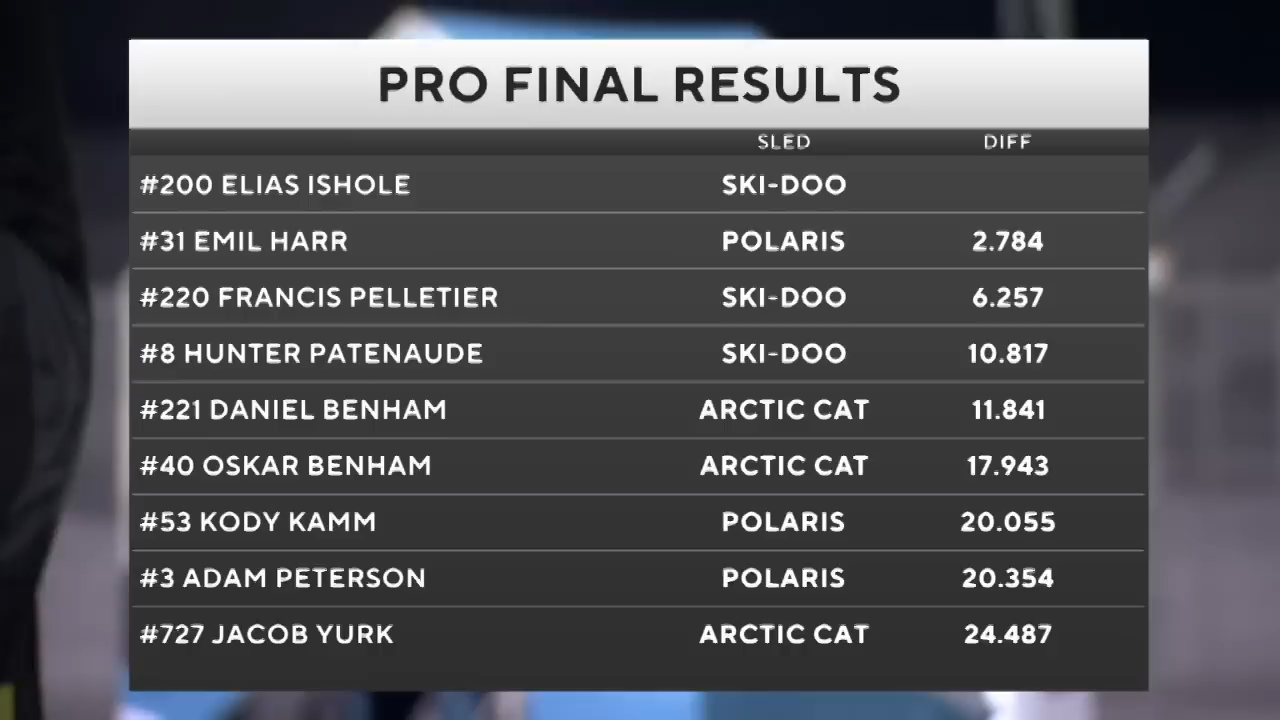 PRO FINAL RESULTS
SLED DIFF
#200 ELIAS ISHOLE SKI-DOO
#31 EMIL HARR POLARIS 2.784
#220 FRANCIS PELLETIER SKI-DOO 6.257
#8 HUNTER PATENAUDE SKI-DOO 10.817
#221 DANIEL BENHAM ARCTIC CAT 11.841
#40 OSKAR BENHAM ARCTIC CAT 17.943
#53 KODY KAMM POLARIS 20.055
#3 ADAM PETERSON POLARIS 20.354
#727 JACOB YURK ARCTIC CAT 24.487